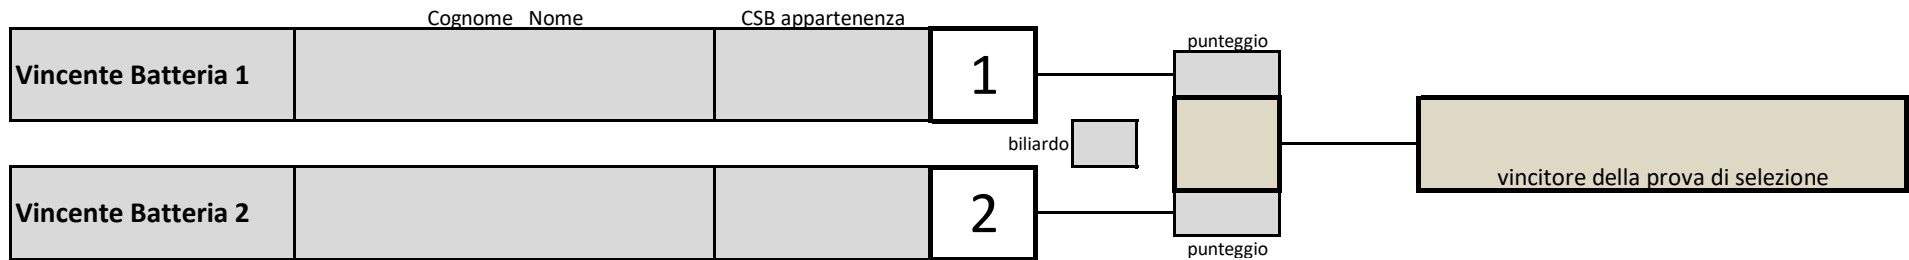 Cognome   Nome
CSB appartenenza
Vincente Batteria 1
1
punteggio
biliardo
vincitore della prova di selezione
Vincente Batteria 2
2
punteggio